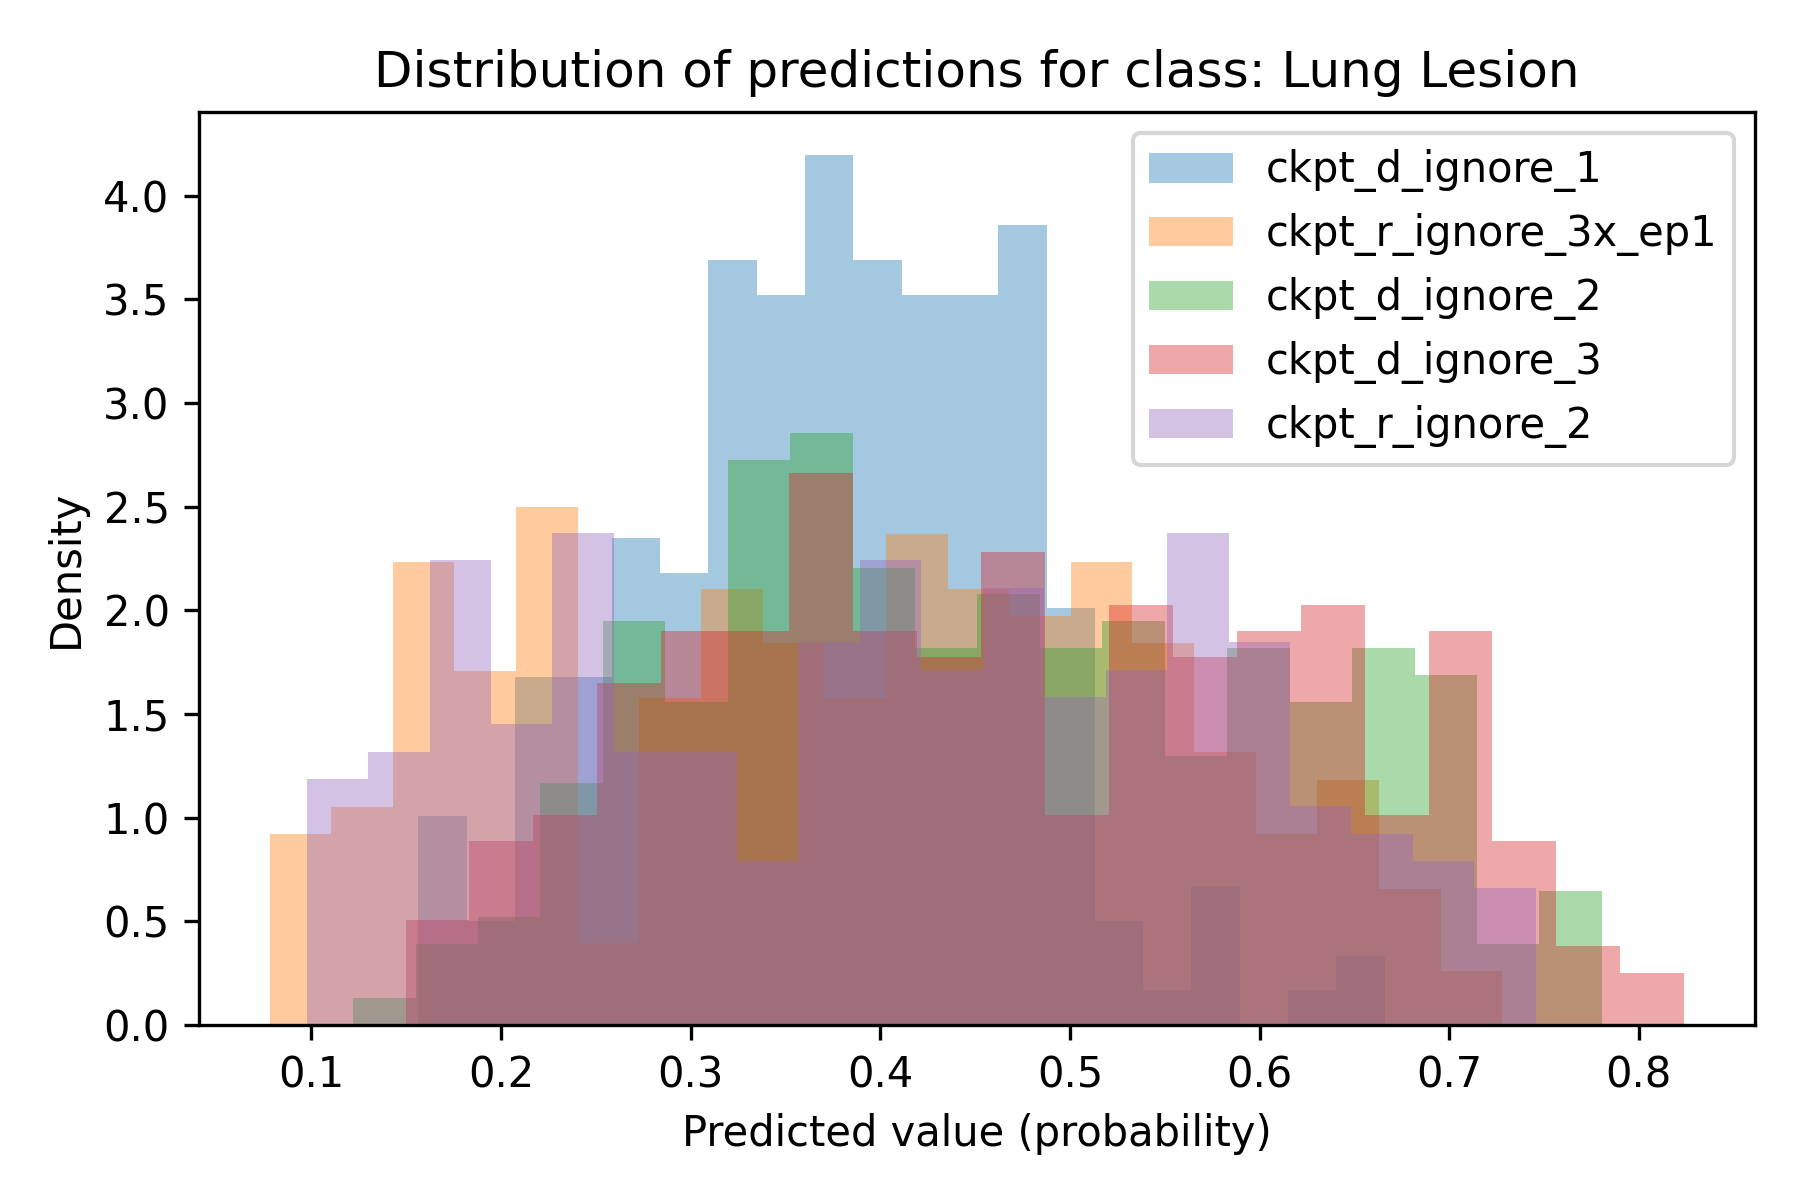 Distribution of predictions for class: Lung Lesion
ckpt_d_ignore_1
ckpt_r_ignore_3x_ep1
ckpt_d_ignore_2
ckpt_d_ignore_3
ckpt_r_ignore_2
Density
4.0
3.5
3.0
2.5
2.0
1.5
1.0
0.5
0.0
0.1 0.2 0.3 0.4 0.5 0.6 0.7 0.8
Predicted value (probability)